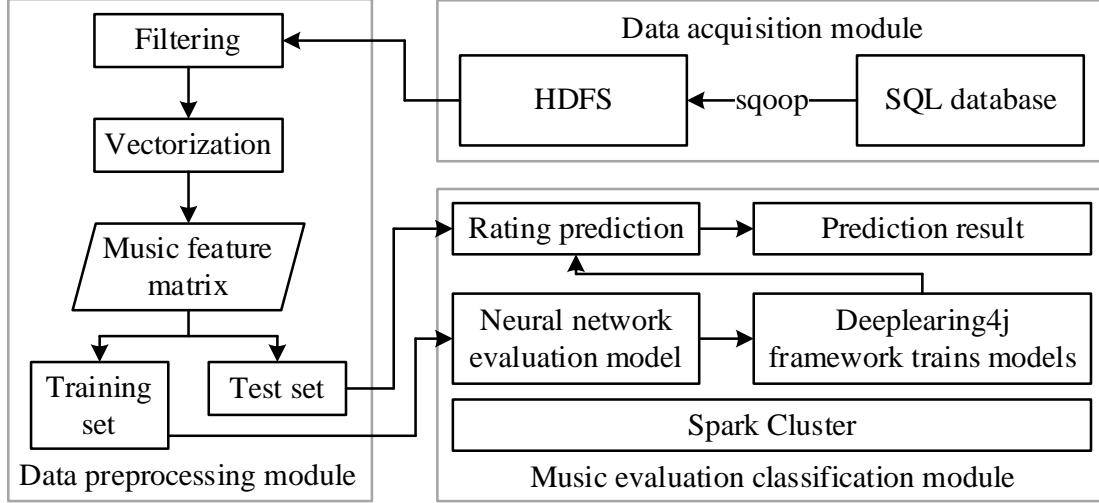 Filtering
Vectorization
Music feature
matrix
Training
set
Test set
Data preprocessing module
Data acquisition module
HDFS
sqoop
SQL database
Rating prediction
Prediction result
Neural network
evaluation model
Deeplearing4j
framework trains models
Spark Cluster
Music evaluation classification module